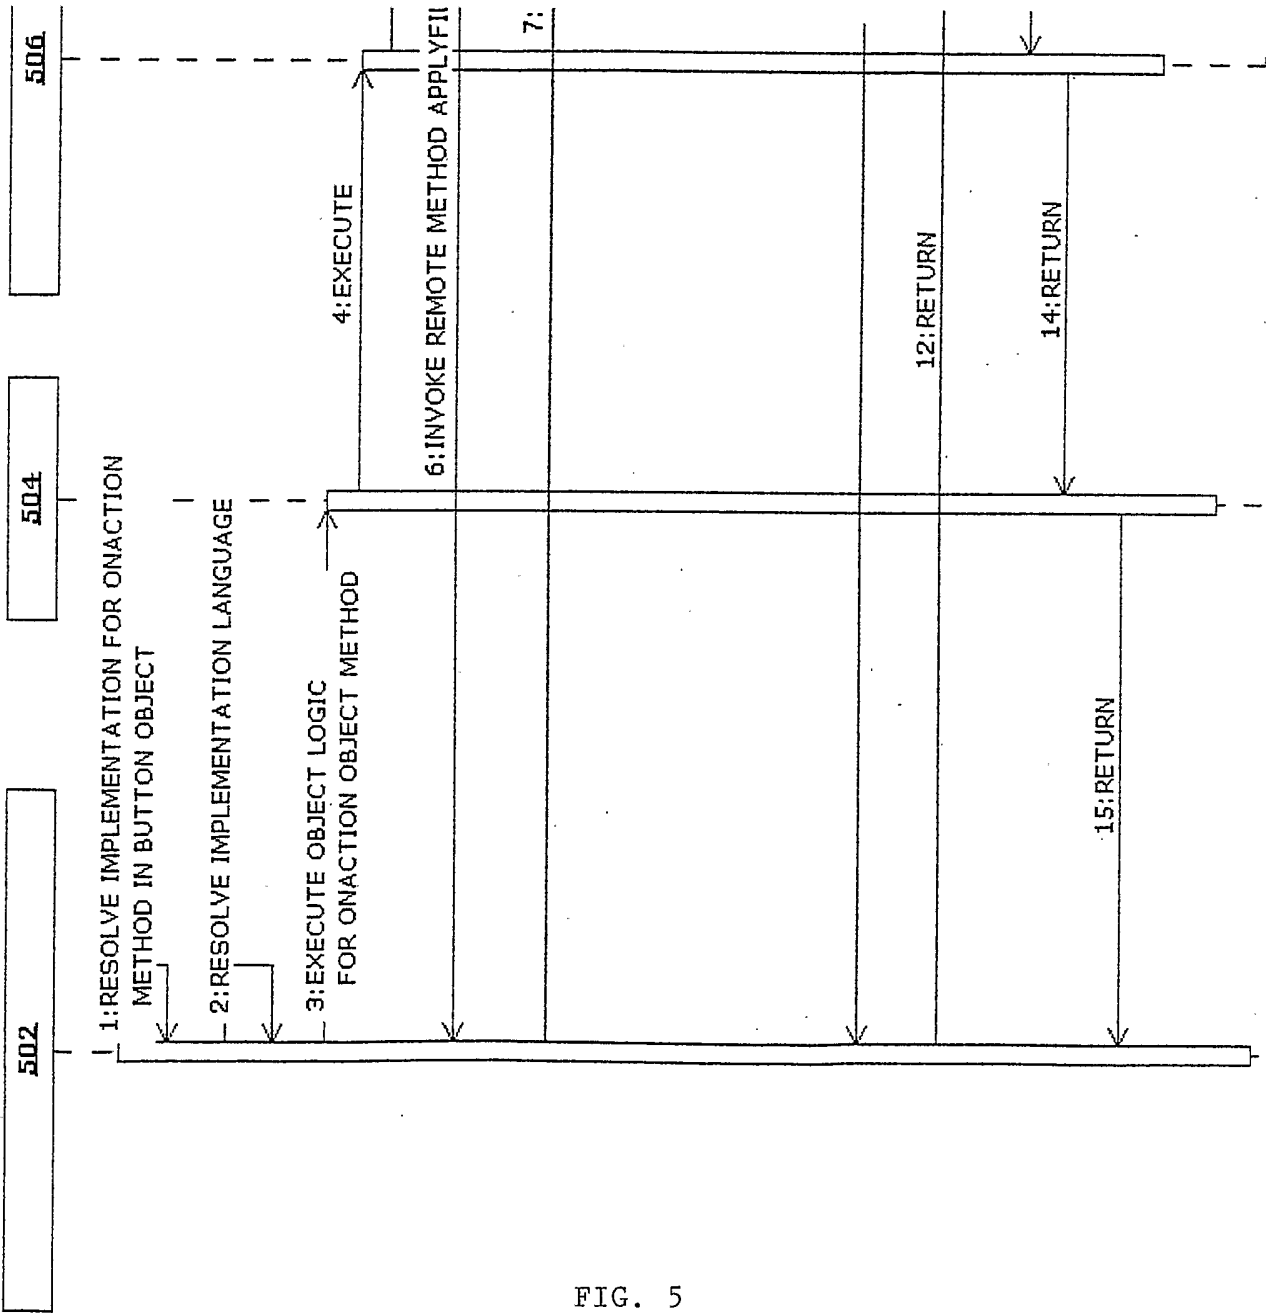 502
504
506
1:RESOLVE IMPLEMENTATION FOR ONACTION
METHOD IN BUTTON OBJECT
2:RESOLVE IMPLEMENTATION LANGUAGE
3:EXECUTE OBJECT LOGIC
FOR ONACTION OBJECT METHOD
4:EXECUTE
6:INVOKE REMOTE METHOD
7:
12:RETURN
14:RETURN
15:RETURN
FIG. 5